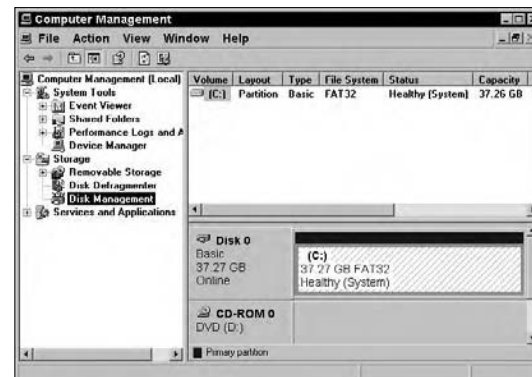 Computer Management
File Action View Window Help
Computer Management (Local)
System Tools
Event Viewer
Shared Folders
Performance Logs and A
Device Manager
Storage
Removable Storage
Disk Defragmenter
Disk Management
Services and Applications
Volume Layout Type File System Status Capacity
(C:) Partition Basic FAT32 Healthy (System) 37.26 GB
Disk 0
Basic
37.27 GB
Online
(C:)
37.27 GB FAT32
Healthy (System)
CD-ROM 0
DVD (D:)
Primary partition